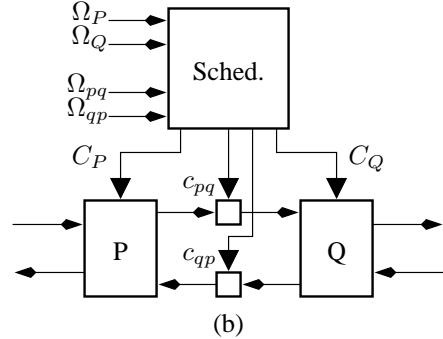 Ω_P
Ω_Q
Sched.
Ω_pq
Ω_qp
C_P
C_Q
c_pq
P
c_qp
Q
(b)